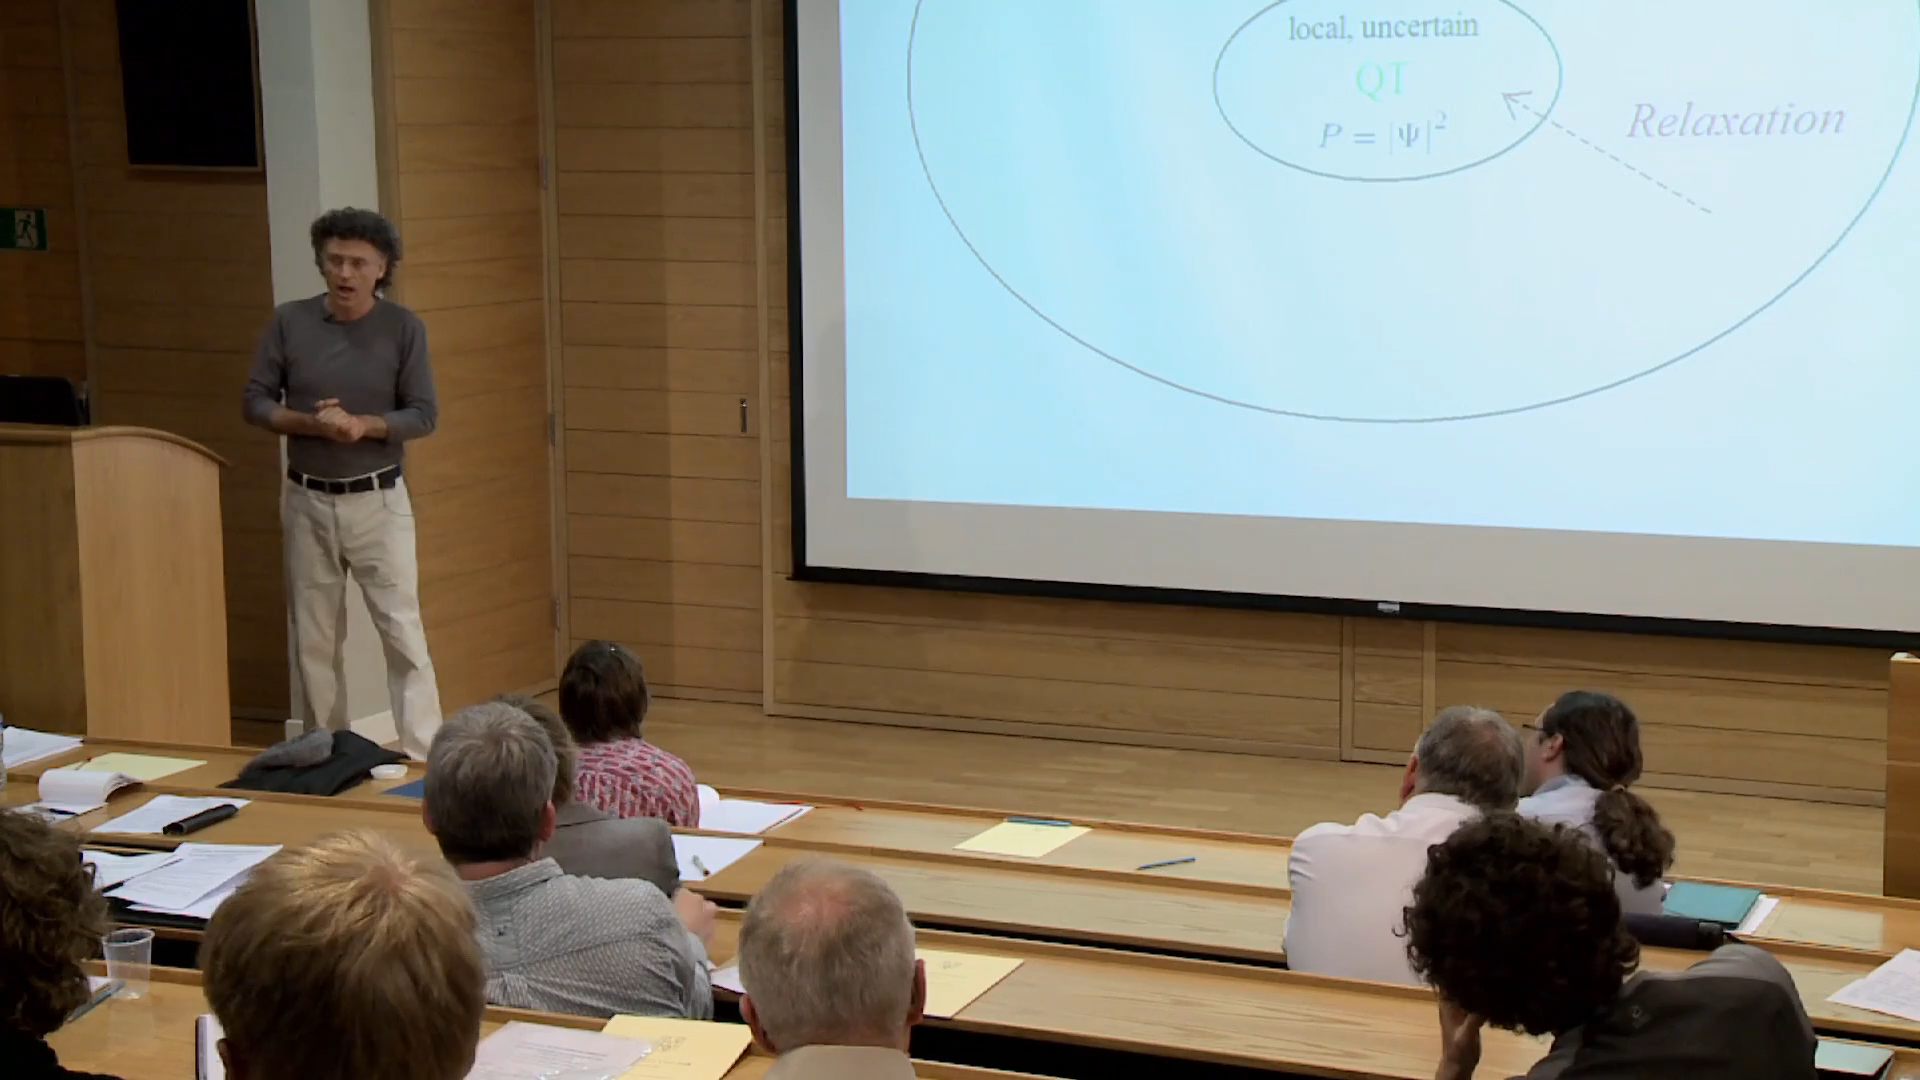 local, uncertain
QT
P = |Ψ|²
Relaxation